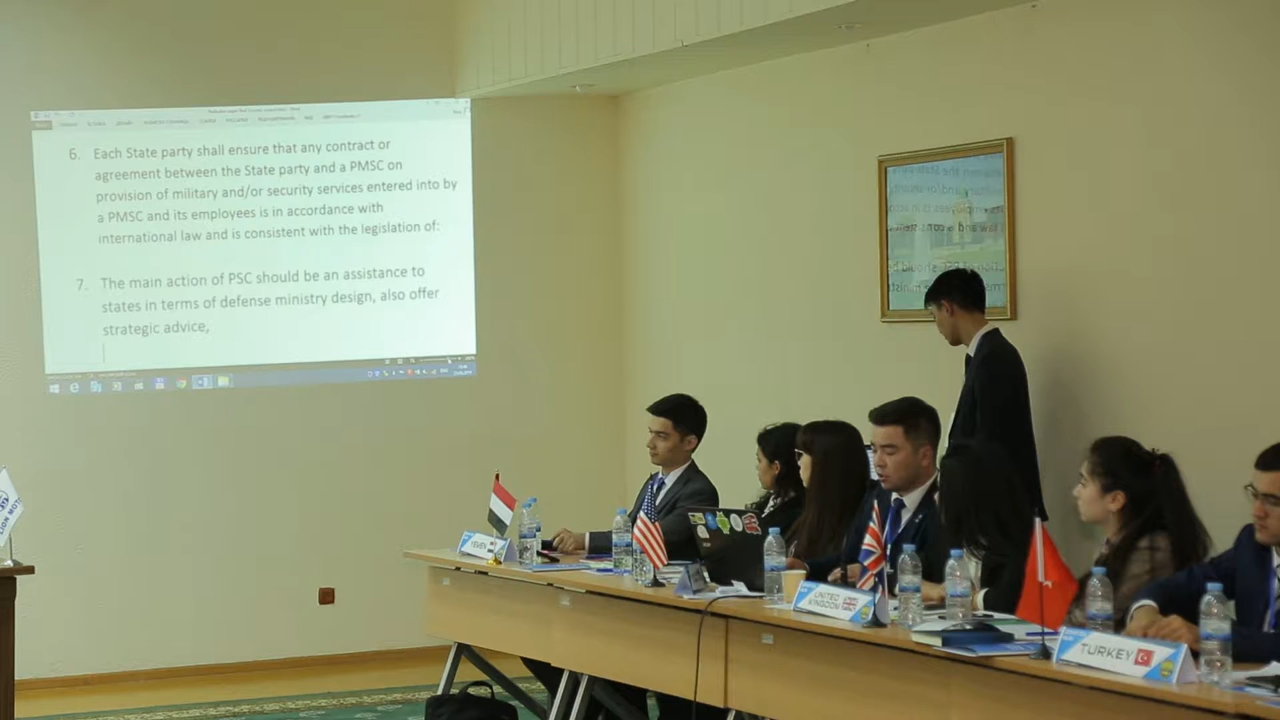 6. Each State party shall ensure that any contract or
agreement between the State party and a PMSC on
provision of military and/or security services entered into by
a PMSC and its employees is in accordance with
international law and is consistent with the legislation of:
7. The main action of PSC should be an assistance to
states in terms of defense ministry design, also offer
strategic advice,
YEMEN
UNITED
KINGDOM
TURKEY